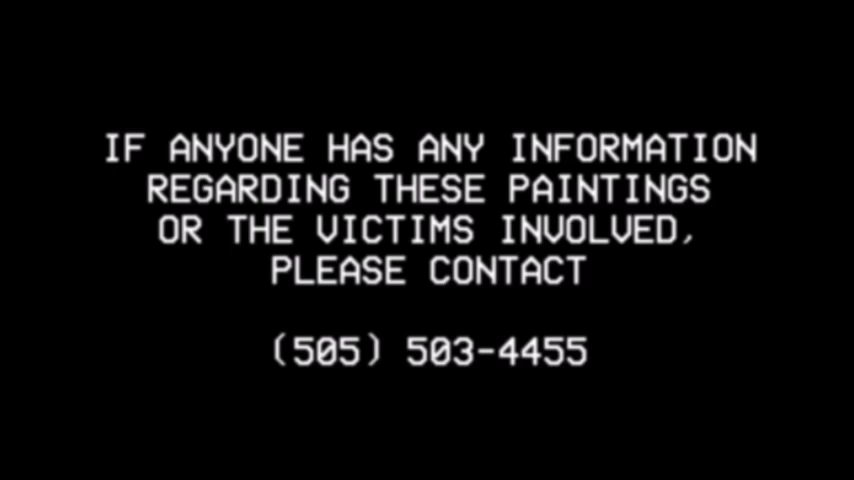 IF ANYONE HAS ANY INFORMATION
REGARDING THESE PAINTINGS
OR THE VICTIMS INVOLVED,
PLEASE CONTACT
(505) 503-4455